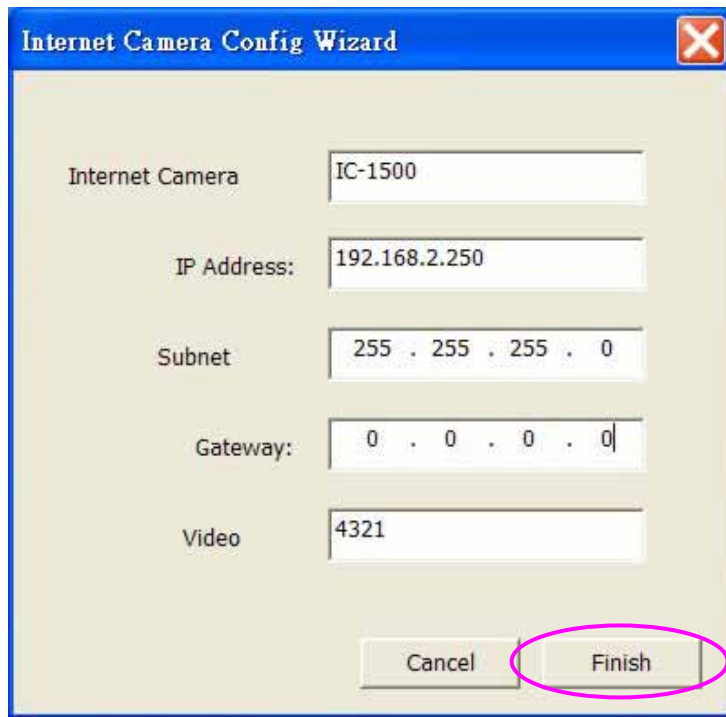 Internet Camera Config Wizard
Internet Camera IC-1500
IP Address: 192.168.2.250
Subnet 255 . 255 . 255 . 0
Gateway: 0 . 0 . 0 . 0
Video 4321
Cancel Finish